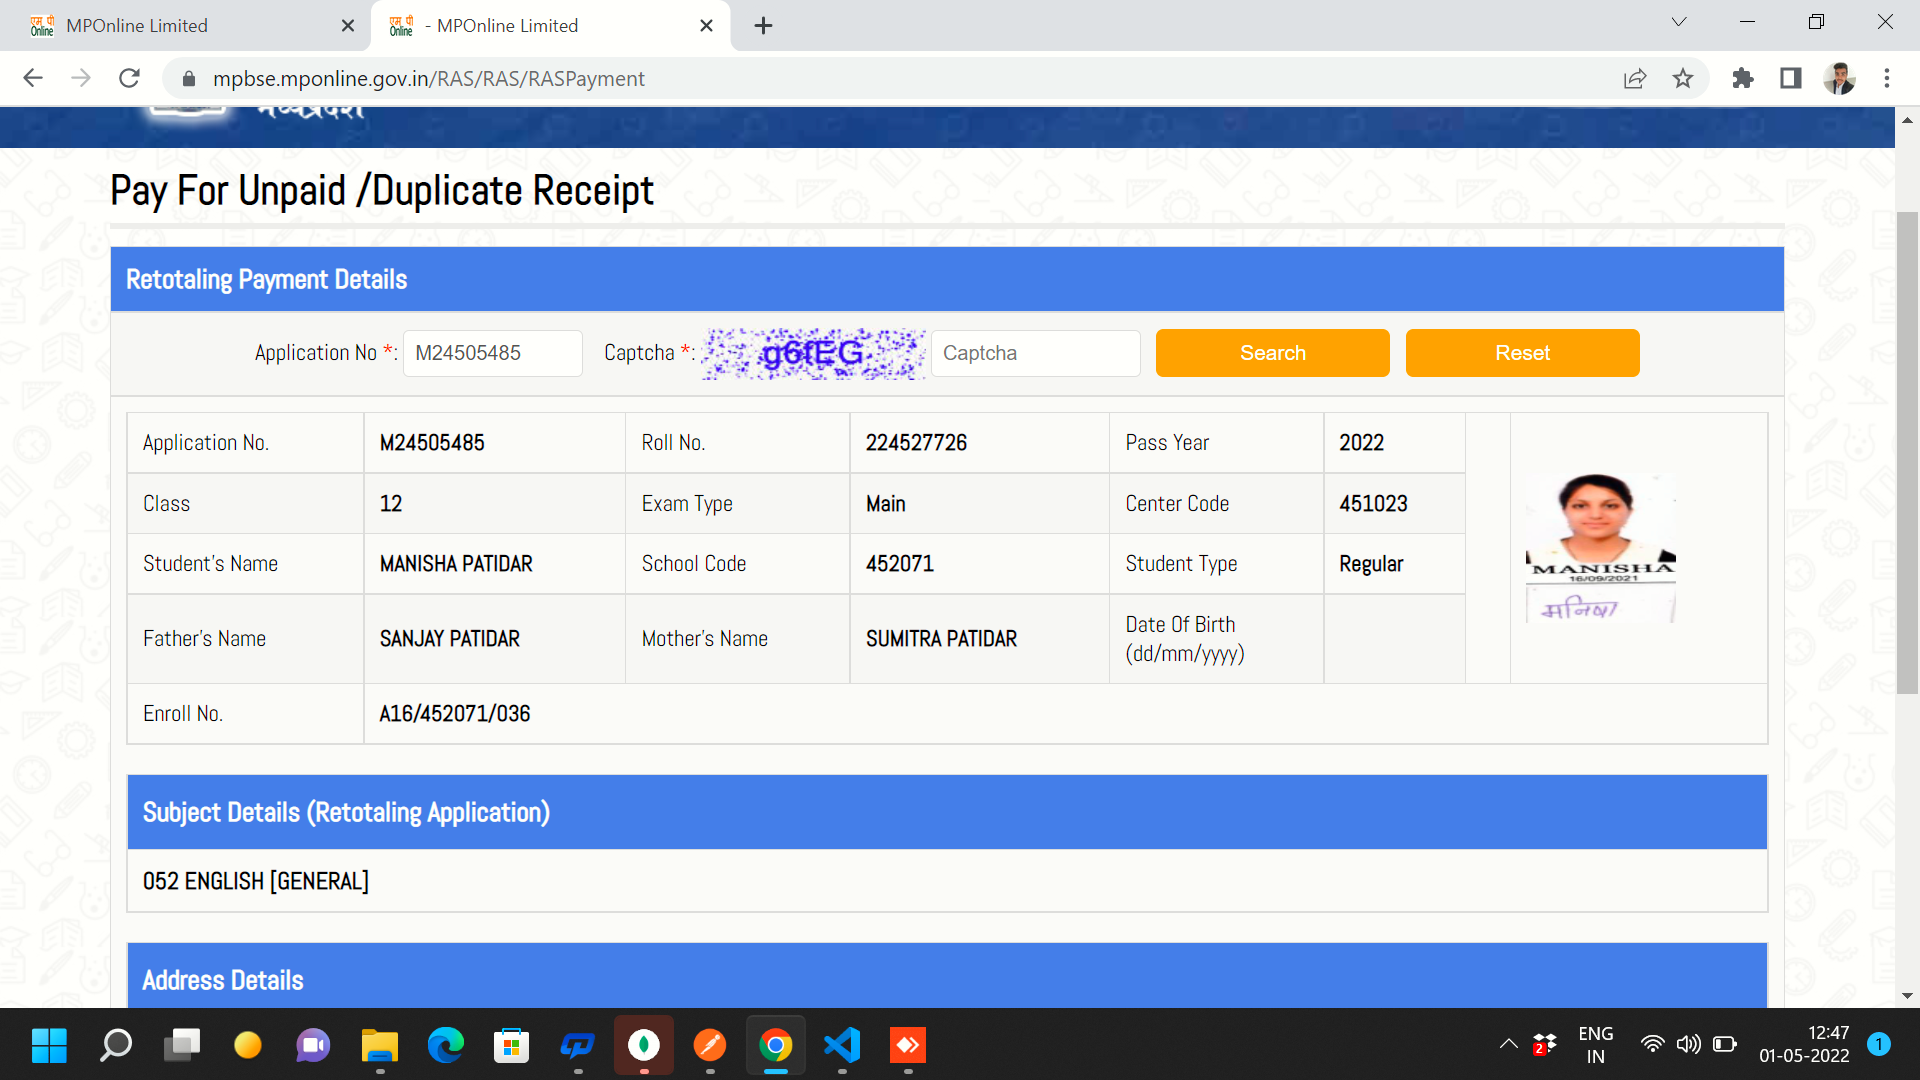 MPOnline Limited
- MPOnline Limited
mpbse.mponline.gov.in/RAS/RAS/RASPayment
मध्यप्रदेश
Pay For Unpaid /Duplicate Receipt
Retotaling Payment Details
Application No *: M24505485 Captcha *: g6fEG Captcha Search Reset
Application No. M24505485 Roll No. 224527726 Pass Year 2022
Class 12 Exam Type Main Center Code 451023
Student's Name MANISHA PATIDAR School Code 452071 Student Type Regular
MANISHA
16/09/2021
मनिषा
Father's Name SANJAY PATIDAR Mother's Name SUMITRA PATIDAR Date Of Birth
(dd/mm/yyyy)
Enroll No. A16/452071/036
Subject Details (Retotaling Application)
052 ENGLISH [GENERAL]
Address Details
2
ENG
IN
12:47
01-05-2022
1